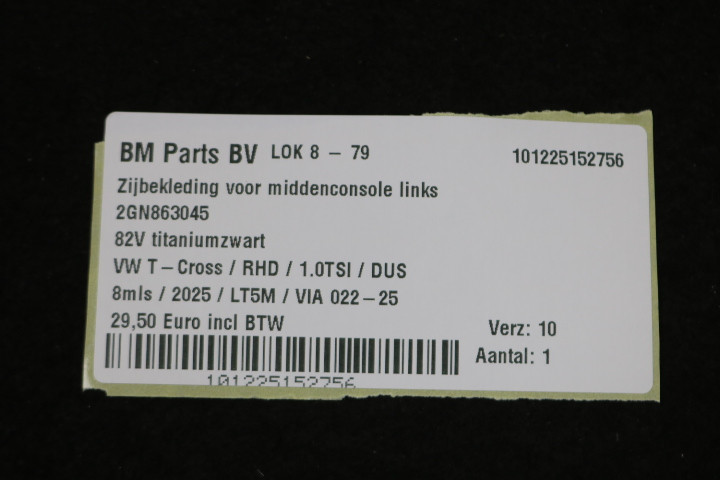 BM Parts BV LOK 8 - 79 101225152756
Zijbekleding voor middenconsole links
2GN863045
82V titaniumzwart
VW T-Cross / RHD / 1.0TSI / DUS
8mls / 2025 / LT5M / VIA 022-25
29,50 Euro incl BTW
Verz: 10
Aantal: 1
101225152756